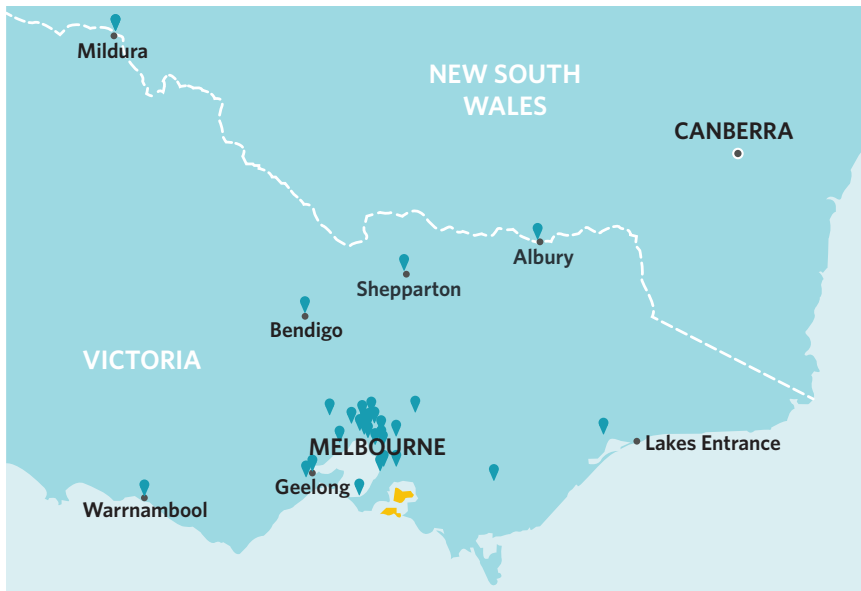 Mildura
NEW SOUTH
WALES
CANBERRA
Albury
Shepparton
Bendigo
VICTORIA
MELBOURNE
Lakes Entrance
Geelong
Warrnambool